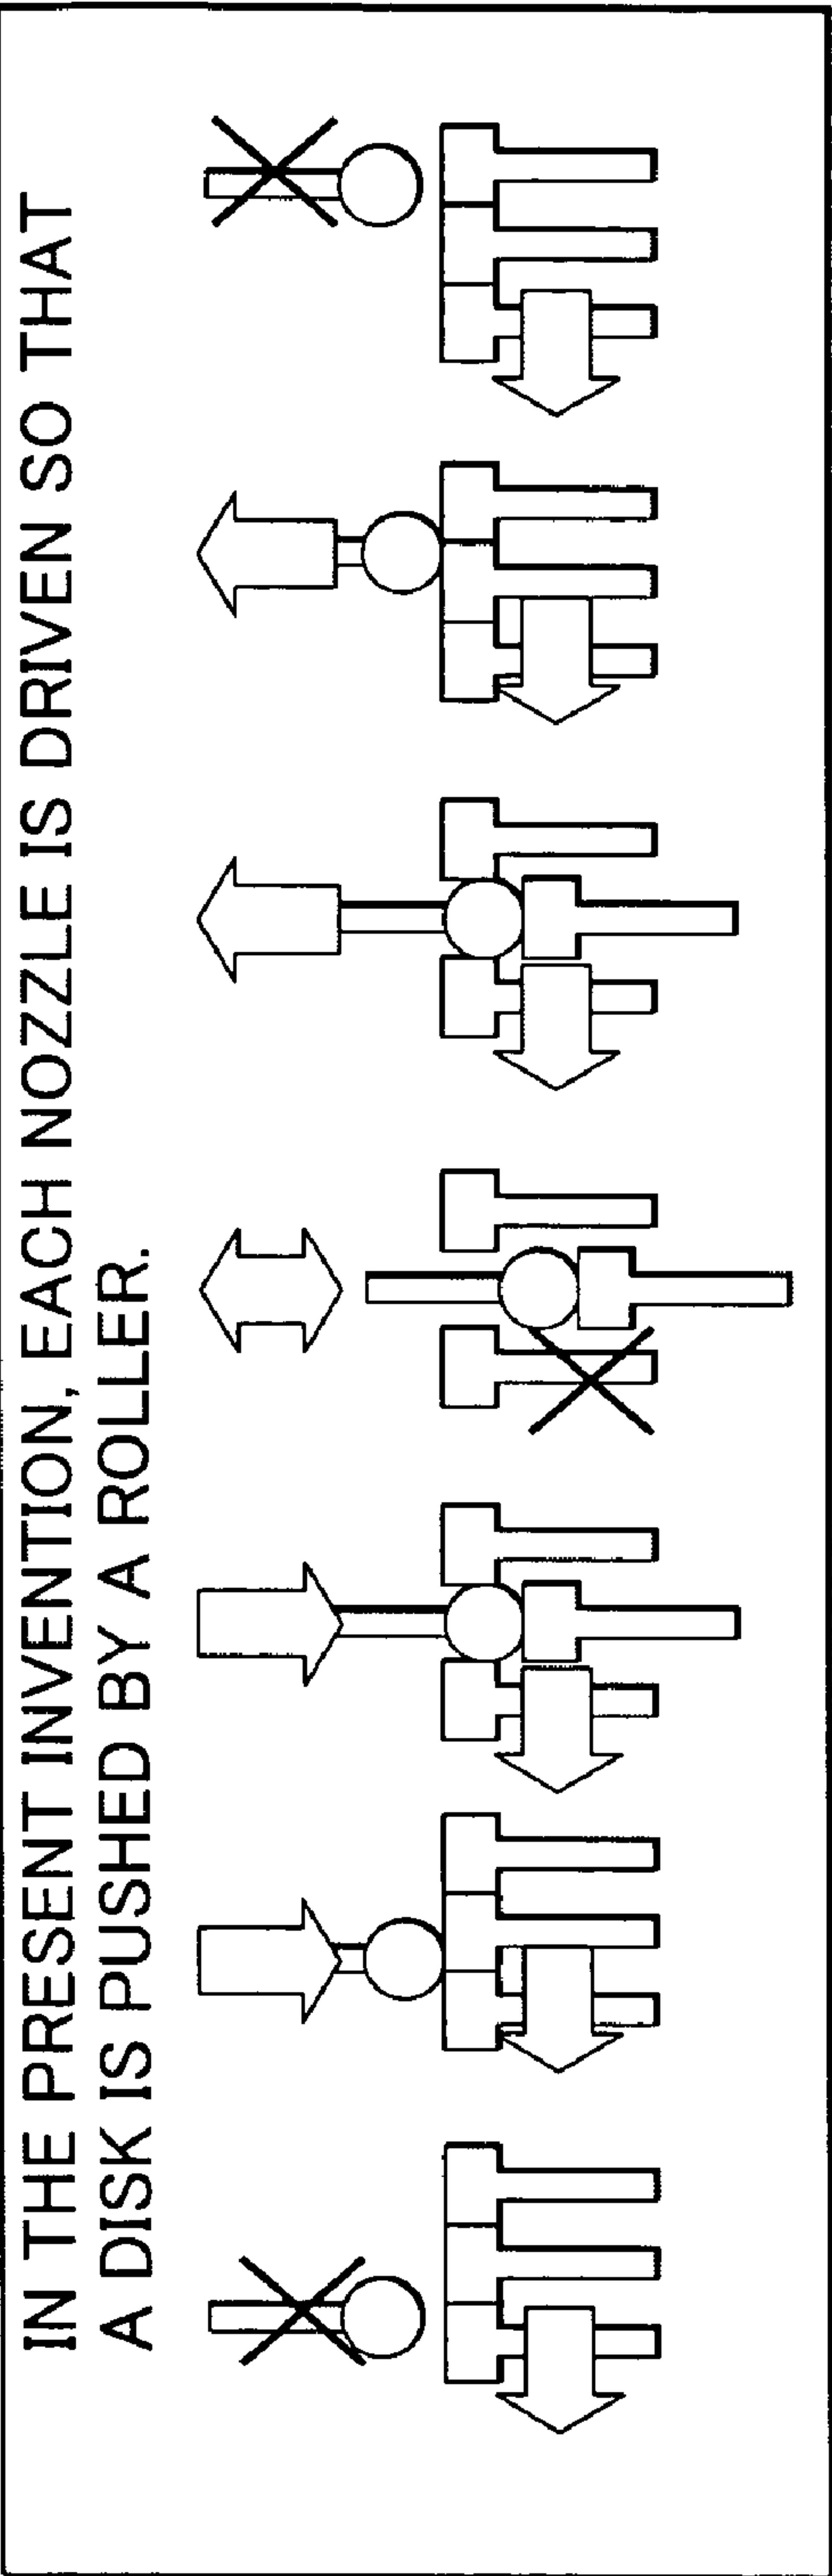 IN THE PRESENT INVENTION, EACH NOZZLE IS DRIVEN SO THAT
A DISK IS PUSHED BY A ROLLER.